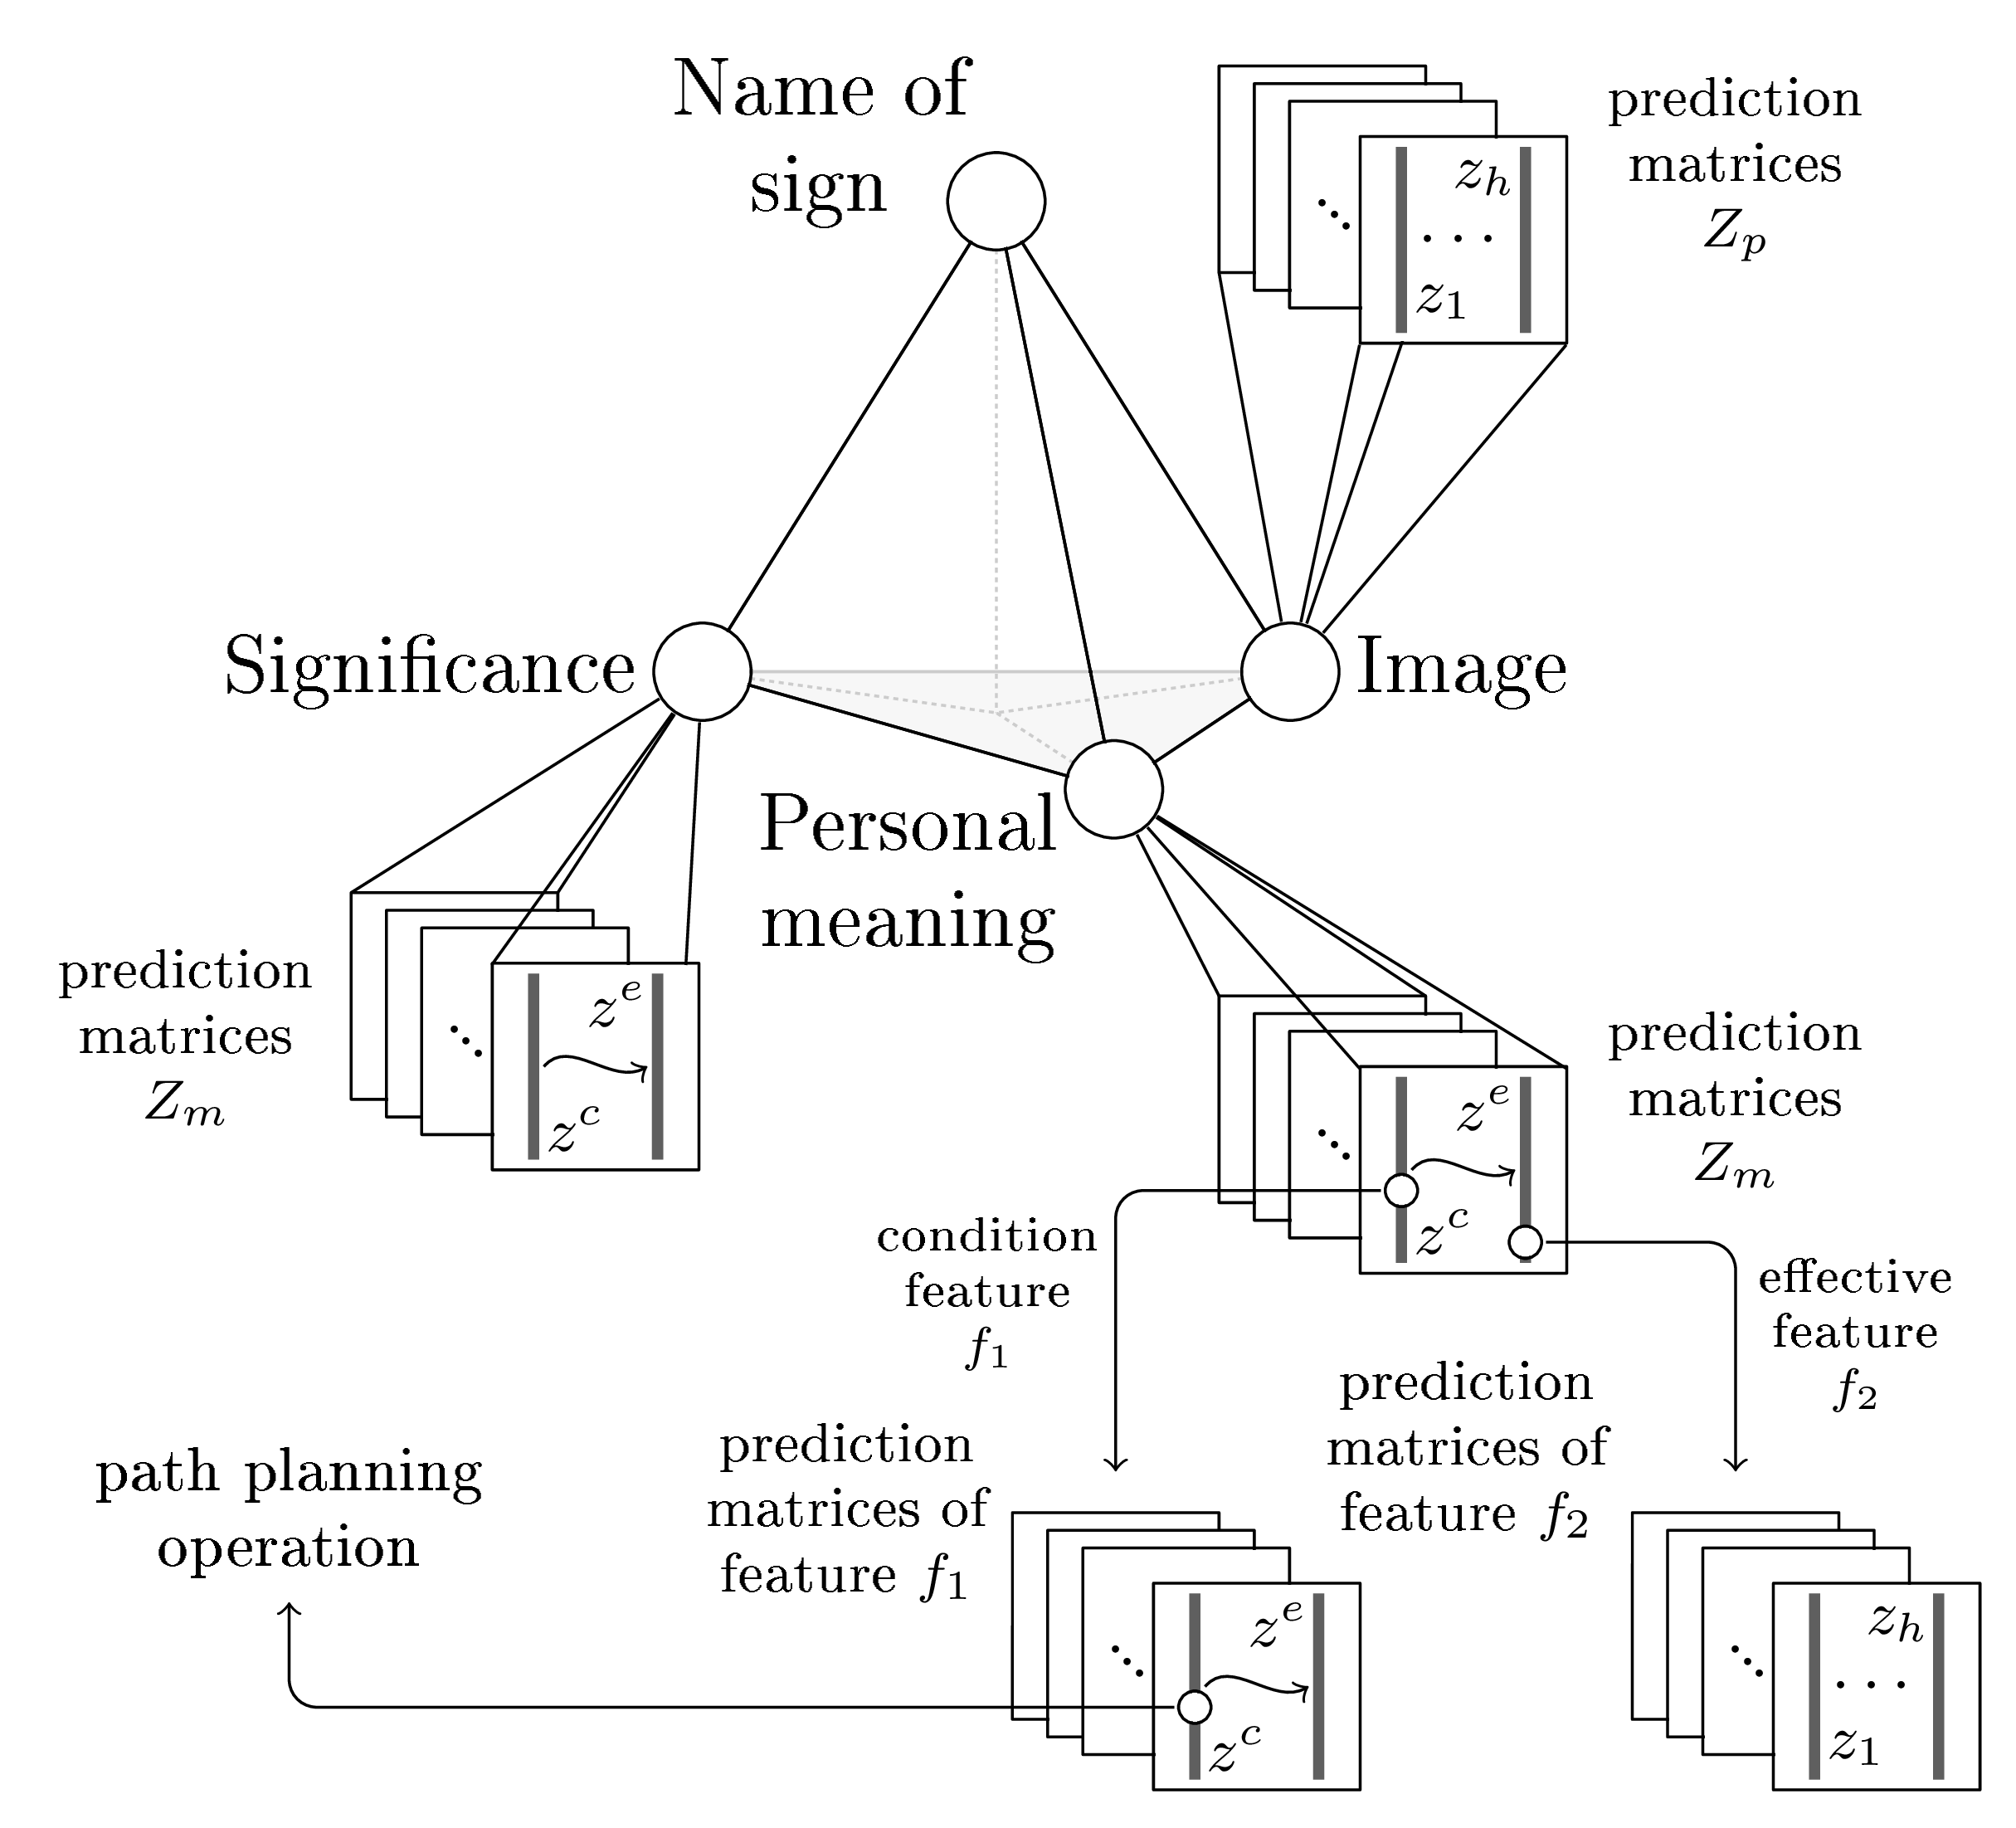 Name of
sign
prediction
matrices
Z_p
z_h
. . .
z_1
Significance
Image
Personal
meaning
prediction
matrices
Z_m
z^e
z^c
prediction
matrices
Z_m
z^e
z^c
condition
feature
f_1
effective
feature
f_2
prediction
matrices of
feature f_2
prediction
matrices of
feature f_1
path planning
operation
z^e
z^c
z_h
. . .
z_1